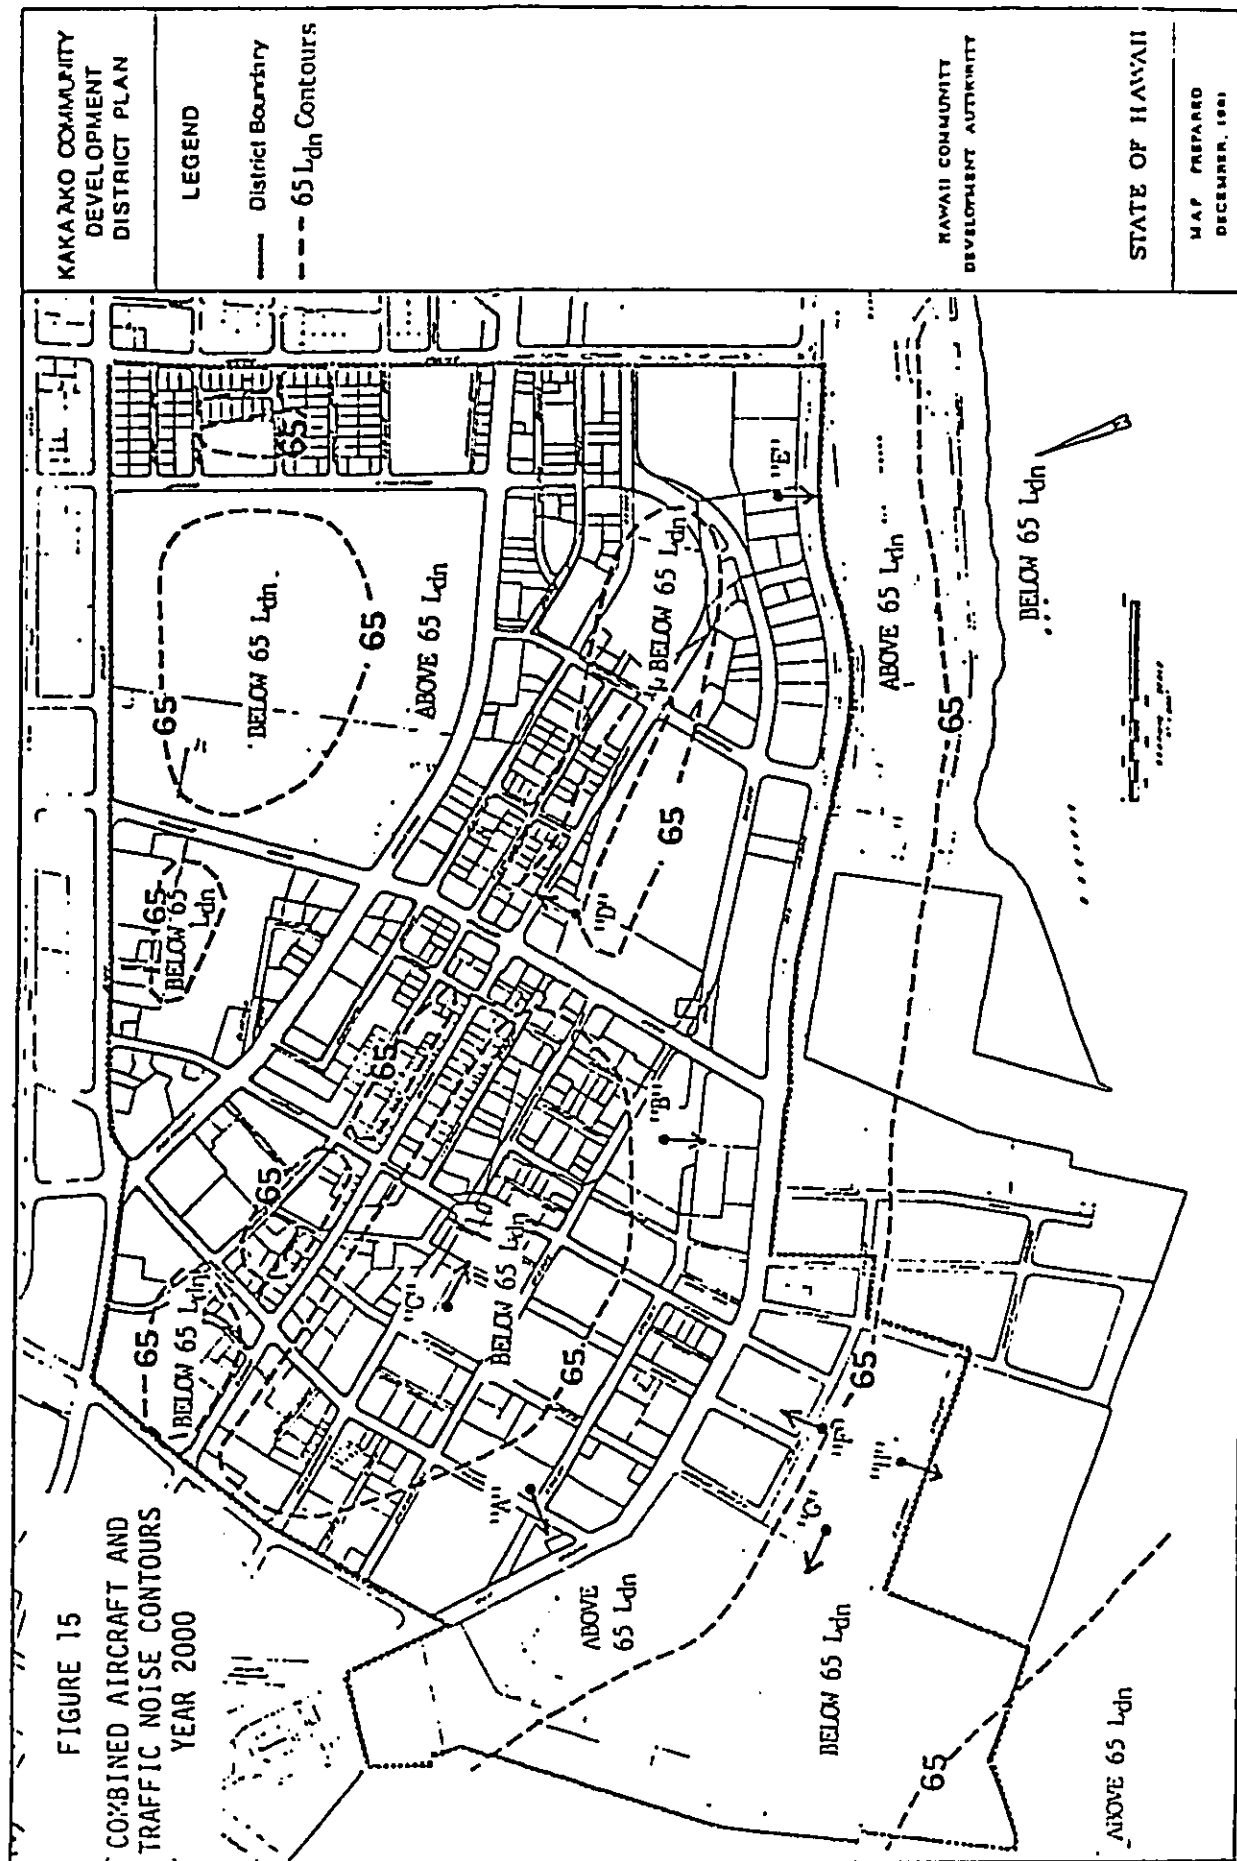 FIGURE 15
COMBINED AIRCRAFT AND
TRAFFIC NOISE CONTOURS
YEAR 2000
KAKAAKO COMMUNITY
DEVELOPMENT
DISTRICT PLAN
LEGEND
District Boundary
65 Ldn Contours
HAWAII COMMUNITY
DEVELOPMENT AUTHORITY
STATE OF HAWAII
MAP PREPARED
DECEMBER, 1981
65
BELOW 65 Ldn
65
BELOW 65
Ldn
65
BELOW 65 Ldn
65
ABOVE 65 Ldn
65
65
65
"C"
BELOW 65 Ldn
65
"A"
"B"
"D"
65
BELOW 65 Ldn
"E"
ABOVE 65 Ldn
65
BELOW 65 Ldn
ABOVE
65 Ldn
65
"F"
"G"
"H"
BELOW 65 Ldn
65
ABOVE 65 Ldn